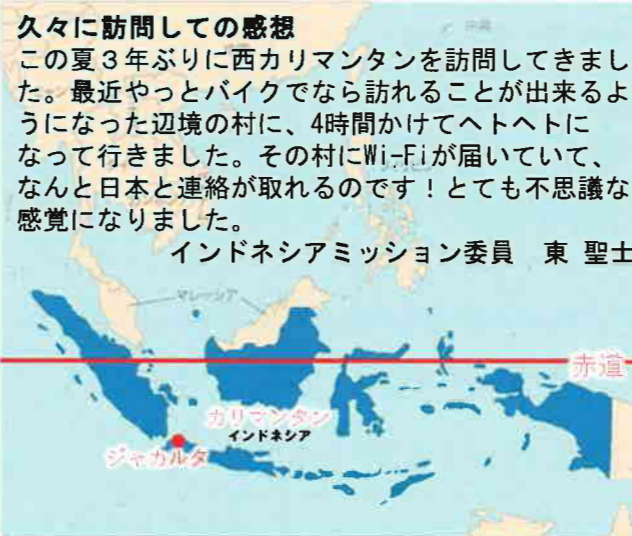 久々に訪問しての感想
この夏３年ぶりに西カリマンタンを訪問してきまし
た。最近やっとバイクでなら訪れることが出来るよ
うになった辺境の村に、4時間かけてヘトヘトに
なって行きました。その村にWi-Fiが届いていて、
なんと日本と連絡が取れるのです！とても不思議な
感覚になりました。
インドネシアミッション委員　東 聖士
マレーシア
赤道
カリマンタン
インドネシア
ジャカルタ